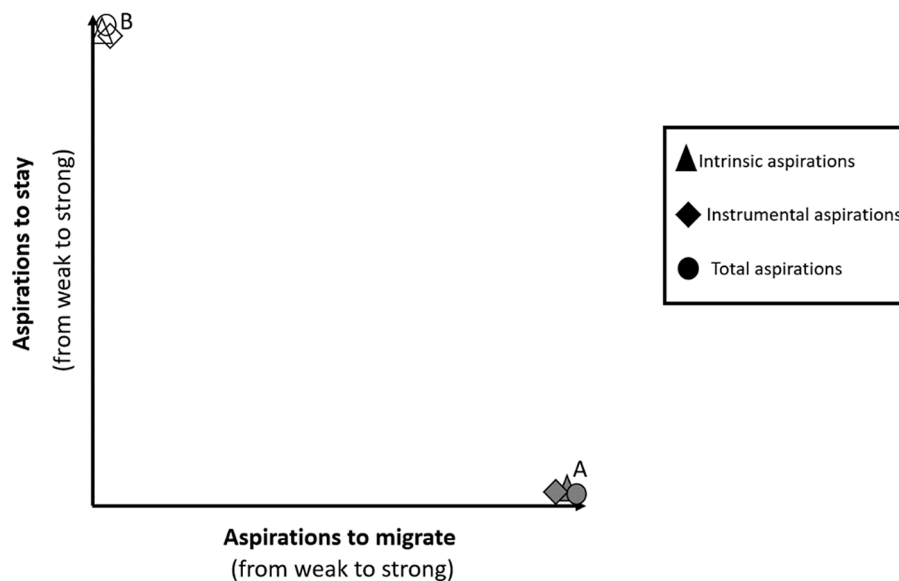 B
Aspirations to stay
(from weak to strong)
Intrinsic aspirations
Instrumental aspirations
Total aspirations
A
Aspirations to migrate
(from weak to strong)